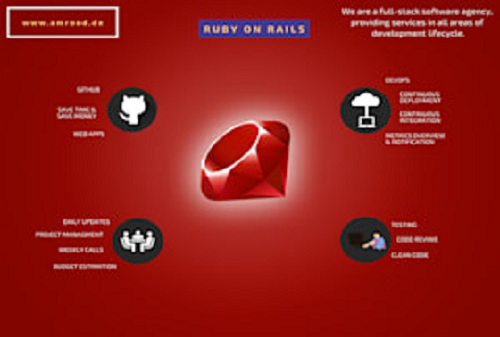 www.amroed.de
RUBY ON RAILS
We are a full-stack software agency,
providing services in all areas of
development lifecycle.
GITHUB
SAVE TIME &
SAVE MONEY
WEB APPS
DEVOPS
CONTINUOUS
DEPLOYMENT
CONTINUOUS
INTEGRATION
METRICS OVERVIEW
& NOTIFICATION
DAILY UPDATES
PROJECT MANAGMENT
WEEKLY CALLS
BUDGET ESTIMATION
TESTING
CODE REVIEW
CLEAN CODE